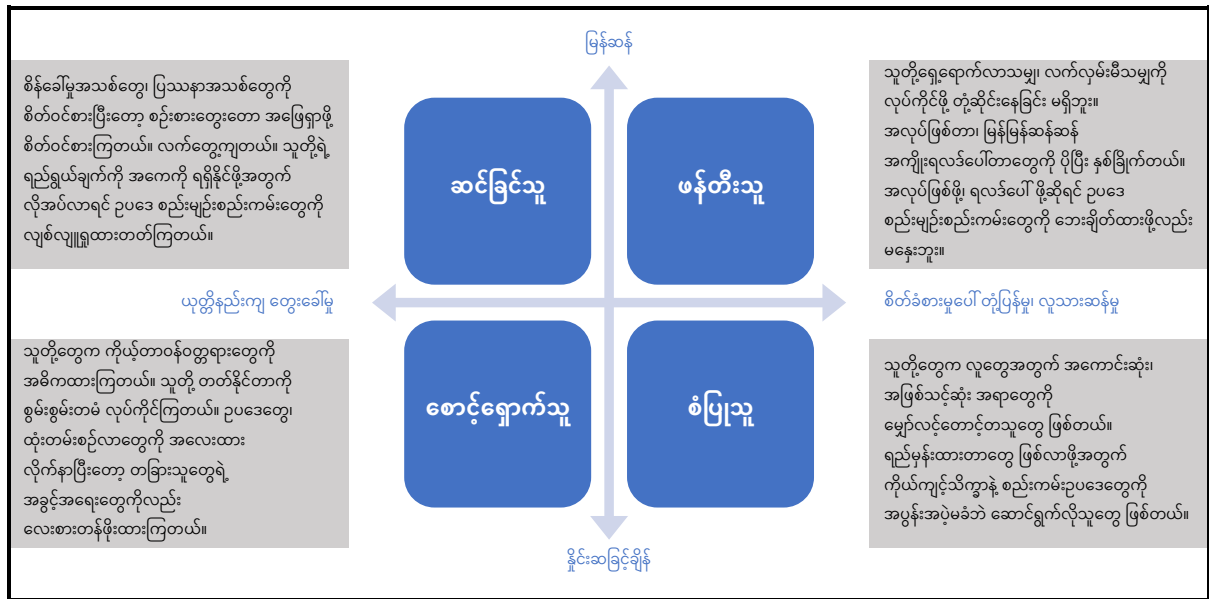 မြန်ဆန်
စိန်ခေါ်မှုအသစ်တွေ၊ ပြဿနာအသစ်တွေကို
စိတ်ဝင်စားပြီးတော့ စဉ်းစားတွေးတော အဖြေရှာဖို့
စိတ်ဝင်စားကြတယ်။ လက်တွေ့ကျတယ်။ သူတို့ရဲ့
ရည်ရွယ်ချက်ကို အကေကို ရရှိနိုင်ဖို့အတွက်
လိုအပ်လာရင် ဥပဒေ စည်းမျဉ်းစည်းကမ်းတွေကို
လျစ်လျူရှုထားတတ်ကြတယ်။
ဆင်ခြင်သူ
ဖန်တီးသူ
သူတို့ရှေ့ရောက်လာသမျှ၊ လက်လှမ်းမီသမျှကို
လုပ်ကိုင်ဖို့ တုံ့ဆိုင်းနေခြင်း မရှိဘူး။
အလုပ်ဖြစ်တာ၊ မြန်မြန်ဆန်ဆန်
အကျိုးရလဒ်ပေါ်တာတွေကို ပိုပြီး နှစ်ခြိုက်တယ်။
အလုပ်ဖြစ်ဖို့၊ ရလဒ်ပေါ် ဖို့ဆိုရင် ဥပဒေ
စည်းမျဉ်းစည်းကမ်းတွေကို ဘေးချိတ်ထားဖို့လည်း
မနှေးဘူး။
ယုတ္တိနည်းကျ တွေးခေါ်မှု
စိတ်ခံစားမှုပေါ် တုံ့ပြန်မှု၊ လူသားဆန်မှု
သူတို့တွေက ကိုယ့်တာဝန်ဝတ္တရားတွေကို
အဓိကထားကြတယ်။ သူတို့ တတ်နိုင်တာကို
စွမ်းစွမ်းတမံ လုပ်ကိုင်ကြတယ်။ ဥပဒေတွေ၊
ထုံးတမ်းစဉ်လာတွေကို အလေးထား
လိုက်နာပြီးတော့ တခြားသူတွေရဲ့
အခွင့်အရေးတွေကိုလည်း
လေးစားတန်ဖိုးထားကြတယ်။
စောင့်ရှောက်သူ
စံပြုသူ
သူတို့တွေက လူတွေအတွက် အကောင်းဆုံး၊
အဖြစ်သင့်ဆုံး အရာတွေကို
မျှော်လင့်တောင့်တသူတွေ ဖြစ်တယ်။
ရည်မှန်းထားတာတွေ ဖြစ်လာဖို့အတွက်
ကိုယ်ကျင့်သိက္ခာနဲ့ စည်းကမ်းဥပဒေတွေကို
အပွန်းအပဲ့မခံဘဲ ဆောင်ရွက်လိုသူတွေ ဖြစ်တယ်။
နှိုင်းဆခြင့်ချိန်